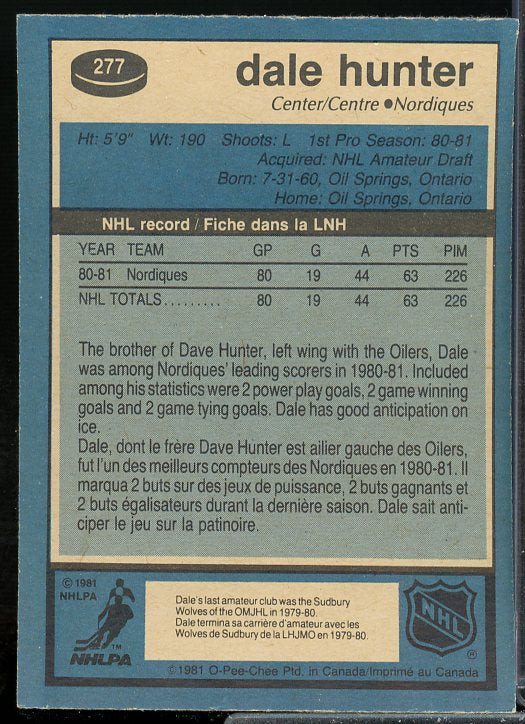 277
dale hunter
Center/Centre ●Nordiques
Ht: 5'9" Wt: 190 Shoots: L 1st Pro Season: 80-81
Acquired: NHL Amateur Draft
Born: 7-31-60, Oil Springs, Ontario
Home: Oil Springs, Ontario
NHL record / Fiche dans la LNH
YEAR TEAM GP G A PTS PIM
80-81 Nordiques 80 19 44 63 226
NHL TOTALS......... 80 19 44 63 226
The brother of Dave Hunter, left wing with the Oilers, Dale
was among Nordiques' leading scorers in 1980-81. Included
among his statistics were 2 power play goals, 2 game winning
goals and 2 game tying goals. Dale has good anticipation on
ice.
Dale, dont le frère Dave Hunter est ailier gauche des Oilers,
fut l'un des meilleurs compteurs des Nordiques en 1980-81. Il
marqua 2 buts sur des jeux de puissance, 2 buts gagnants et
2 buts égalisateurs durant la dernière saison. Dale sait anti-
ciper le jeu sur la patinoire.
© 1981
NHLPA
TM
NHLPA
Dale's last amateur club was the Sudbury
Wolves of the OMJHL in 1979-80.
Dale termina sa carrière d'amateur avec les
Wolves de Sudbury de la LHJMO en 1979-80.
NHL
®
©1981 O-Pee-Chee Ptd. in Canada/Imprimé au Canada